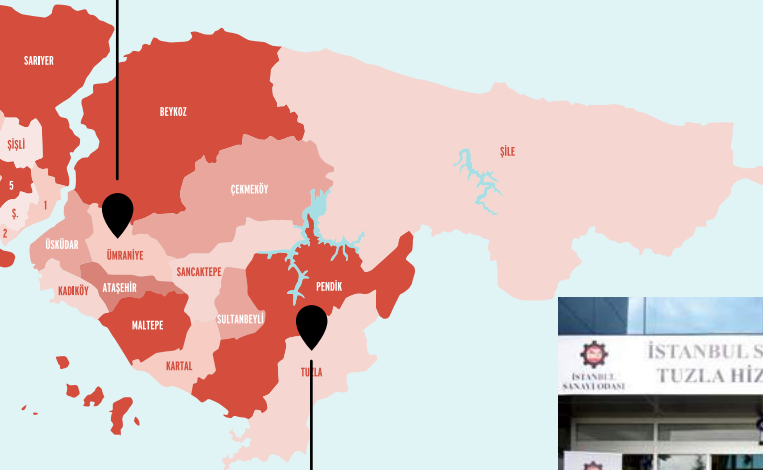 SARIYER
BEYKOZ
ŞİŞLİ
ŞİLE
5
ÇEKMEKÖY
1
Ş.
2
ÜSKÜDAR
ÜMRANİYE
SANCAKTEPE
KADIKÖY
ATAŞEHİR
PENDİK
MALTEPE
SULTANBEYLİ
KARTAL
TUZLA
İSTANBUL S
TUZLA HİZ
İSTANBUL
SANAYİ ODASI